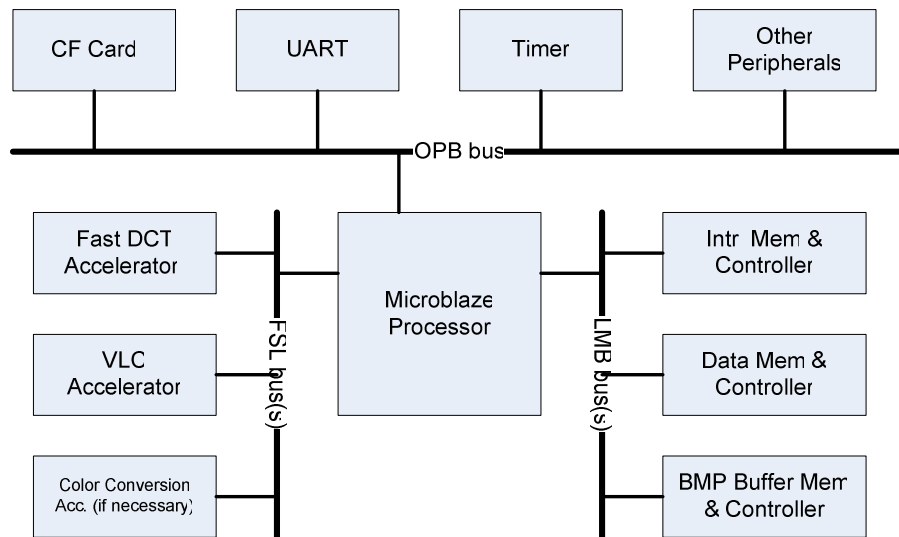 CF Card
UART
Timer
Other
Peripherals
OPB bus
Fast DCT
Accelerator
Microblaze
Processor
Intr Mem &
Controller
FSL bus(s)
LMB bus(s)
VLC
Accelerator
Data Mem &
Controller
Color Conversion
Acc. (if necessary)
BMP Buffer Mem
& Controller